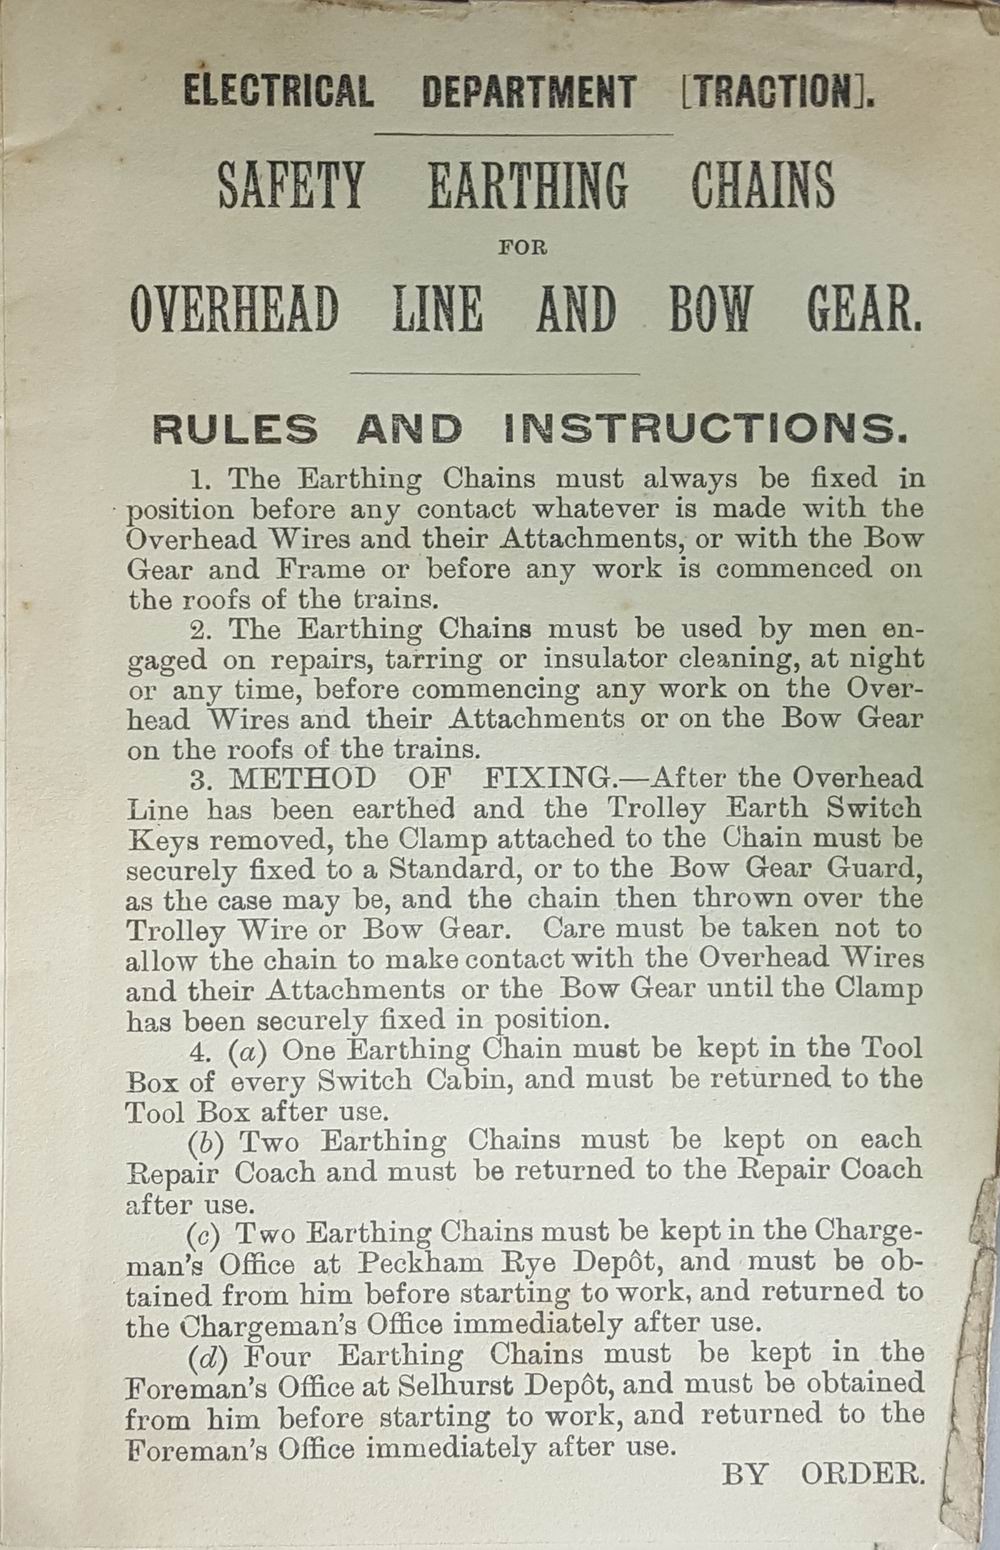 ELECTRICAL DEPARTMENT [TRACTION].
SAFETY EARTHING CHAINS
FOR
OVERHEAD LINE AND BOW GEAR.
RULES AND INSTRUCTIONS.
1. The Earthing Chains must always be fixed in
position before any contact whatever is made with the
Overhead Wires and their Attachments, or with the Bow
Gear and Frame or before any work is commenced on
the roofs of the trains.
2. The Earthing Chains must be used by men en-
gaged on repairs, tarring or insulator cleaning, at night
or any time, before commencing any work on the Over-
head Wires and their Attachments or on the Bow Gear
on the roofs of the trains.
3. METHOD OF FIXING.—After the Overhead
Line has been earthed and the Trolley Earth Switch
Keys removed, the Clamp attached to the Chain must be
securely fixed to a Standard, or to the Bow Gear Guard,
as the case may be, and the chain then thrown over the
Trolley Wire or Bow Gear. Care must be taken not to
allow the chain to make contact with the Overhead Wires
and their Attachments or the Bow Gear until the Clamp
has been securely fixed in position.
4. (a) One Earthing Chain must be kept in the Tool
Box of every Switch Cabin, and must be returned to the
Tool Box after use.
(b) Two Earthing Chains must be kept on each
Repair Coach and must be returned to the Repair Coach
after use.
(c) Two Earthing Chains must be kept in the Charge-
man's Office at Peckham Rye Depôt, and must be ob-
tained from him before starting to work, and returned to
the Chargeman's Office immediately after use.
(d) Four Earthing Chains must be kept in the
Foreman's Office at Selhurst Depôt, and must be obtained
from him before starting to work, and returned to the
Foreman's Office immediately after use.
BY ORDER.